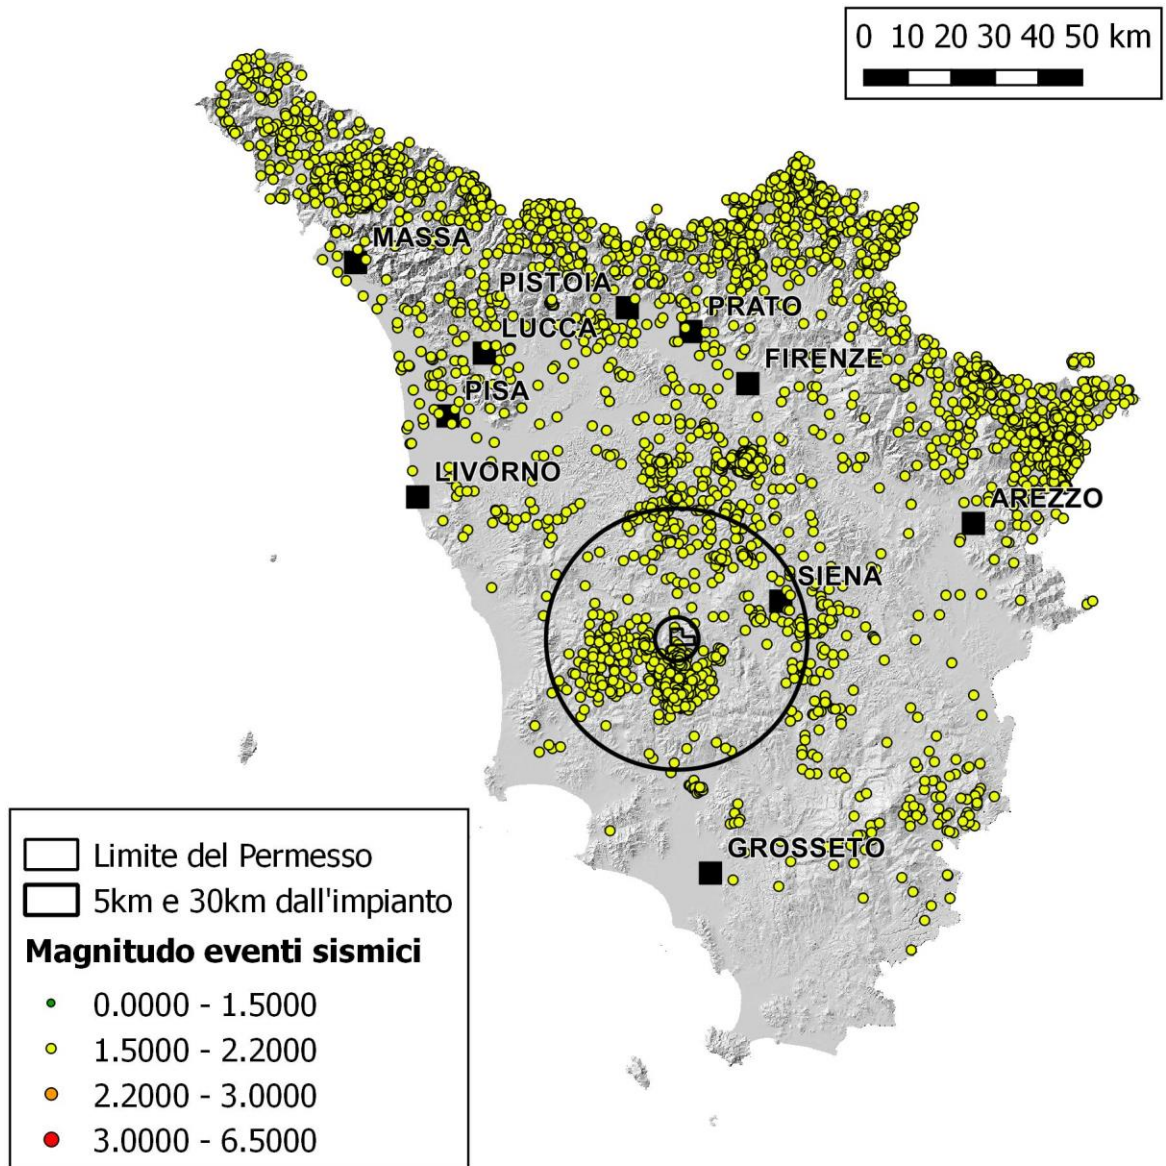 0 10 20 30 40 50 km
MASSA
PISTOIA
PRATO
LUCCA
FIRENZE
PISA
LIVORNO
AREZZO
SIENA
GROSSETO
Limite del Permesso
5km e 30km dall'impianto
Magnitudo eventi sismici
0.0000 - 1.5000
1.5000 - 2.2000
2.2000 - 3.0000
3.0000 - 6.5000